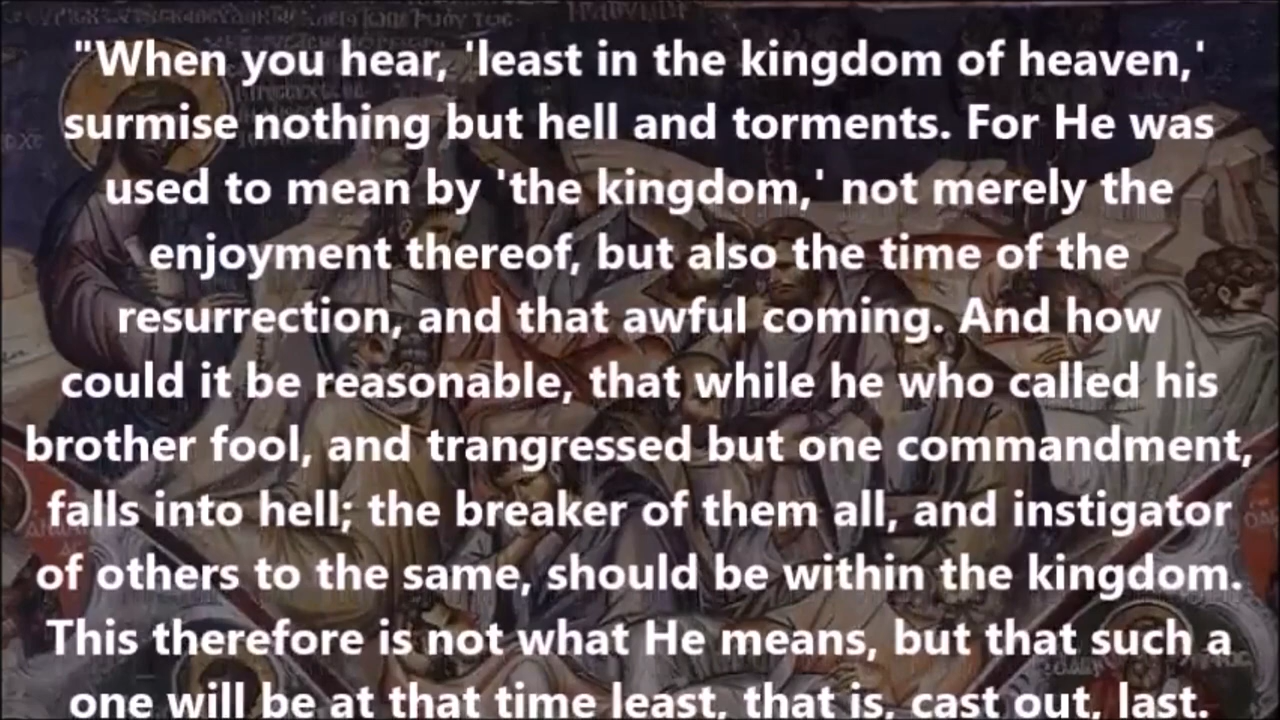 "When you hear, 'least in the kingdom of heaven,'
surmise nothing but hell and torments. For He was
used to mean by 'the kingdom,' not merely the
enjoyment thereof, but also the time of the
resurrection, and that awful coming. And how
could it be reasonable, that while he who called his
brother fool, and trangressed but one commandment,
falls into hell; the breaker of them all, and instigator
of others to the same, should be within the kingdom.
This therefore is not what He means, but that such a
one will be at that time least, that is, cast out, last.